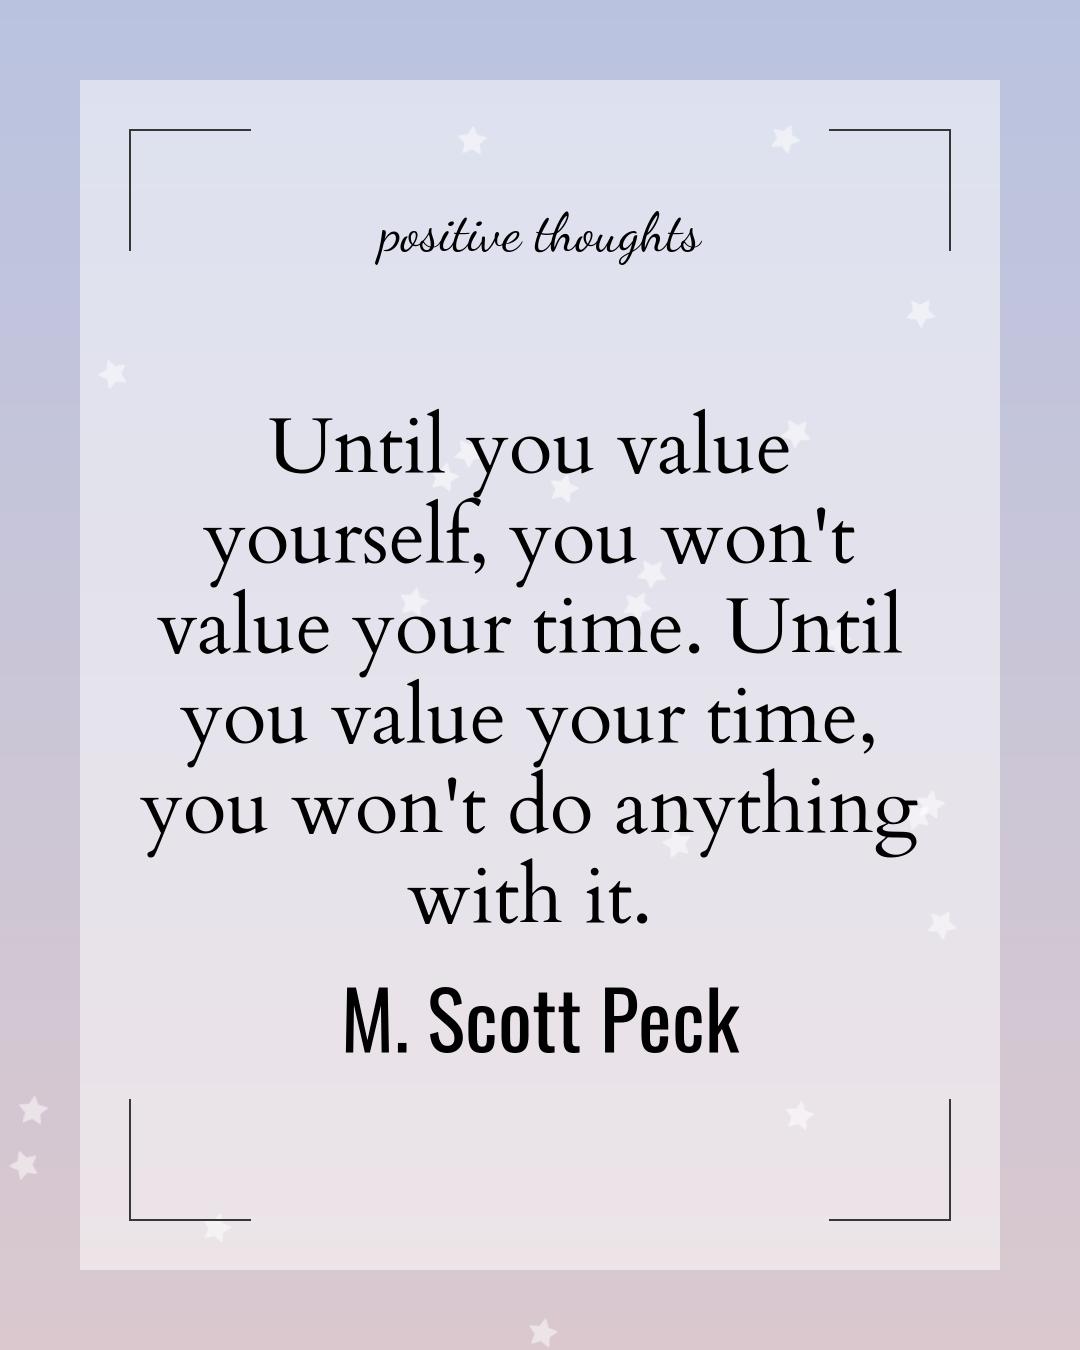 positive thoughts
Until you value
yourself, you won't
value your time. Until
you value your time,
you won't do anything
with it.
M. Scott Peck